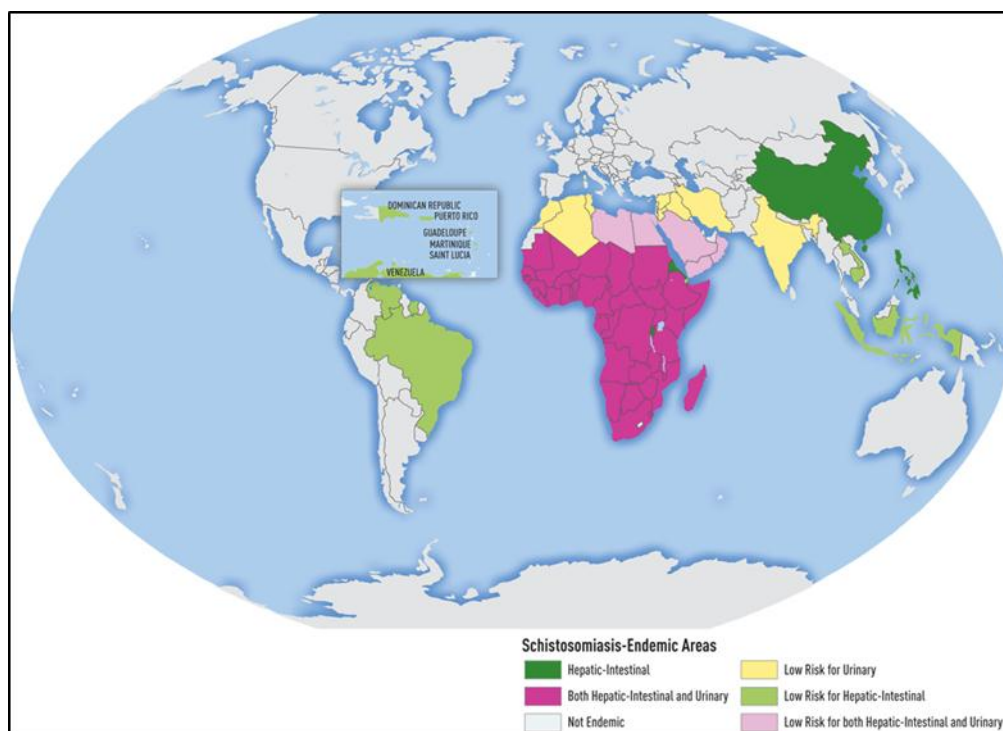 DOMINICAN REPUBLIC
PUERTO RICO
GUADELOUPE
MARTINIQUE
SAINT LUCIA
VENEZUELA
Schistosomiasis-Endemic Areas
Hepatic-Intestinal
Both Hepatic-Intestinal and Urinary
Not Endemic
Low Risk for Urinary
Low Risk for Hepatic-Intestinal
Low Risk for both Hepatic-Intestinal and Urinary